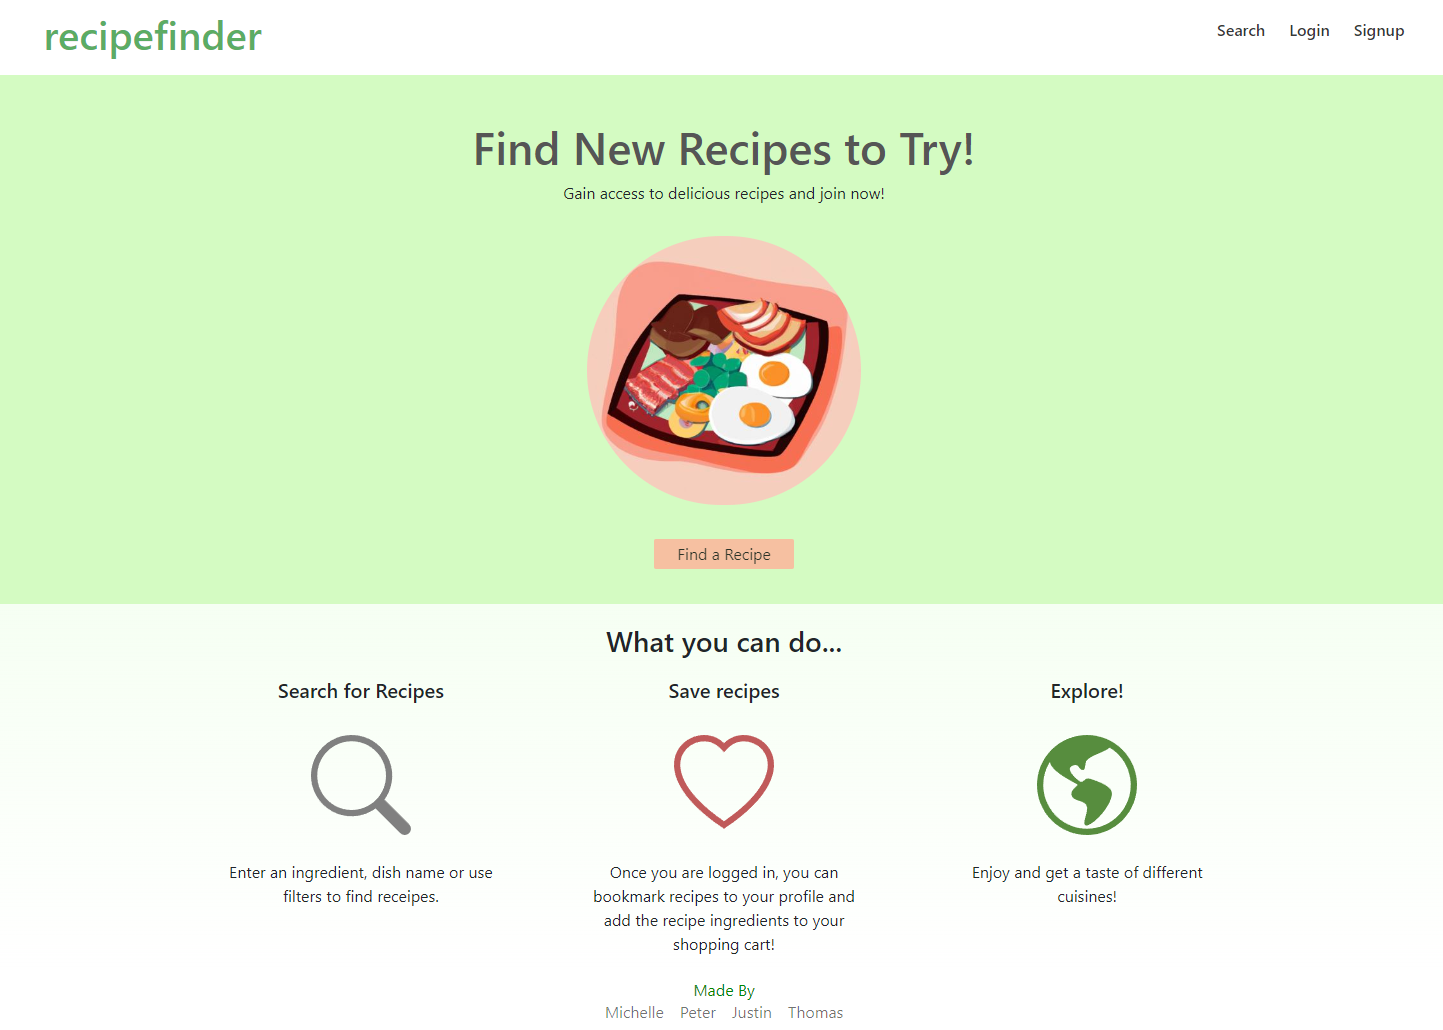 recipefinder
Search Login Signup
Find New Recipes to Try!
Gain access to delicious recipes and join now!
Find a Recipe
What you can do...
Search for Recipes
Enter an ingredient, dish name or use
filters to find receipes.
Save recipes
Once you are logged in, you can
bookmark recipes to your profile and
add the recipe ingredients to your
shopping cart!
Explore!
Enjoy and get a taste of different
cuisines!
Made By
Michelle Peter Justin Thomas